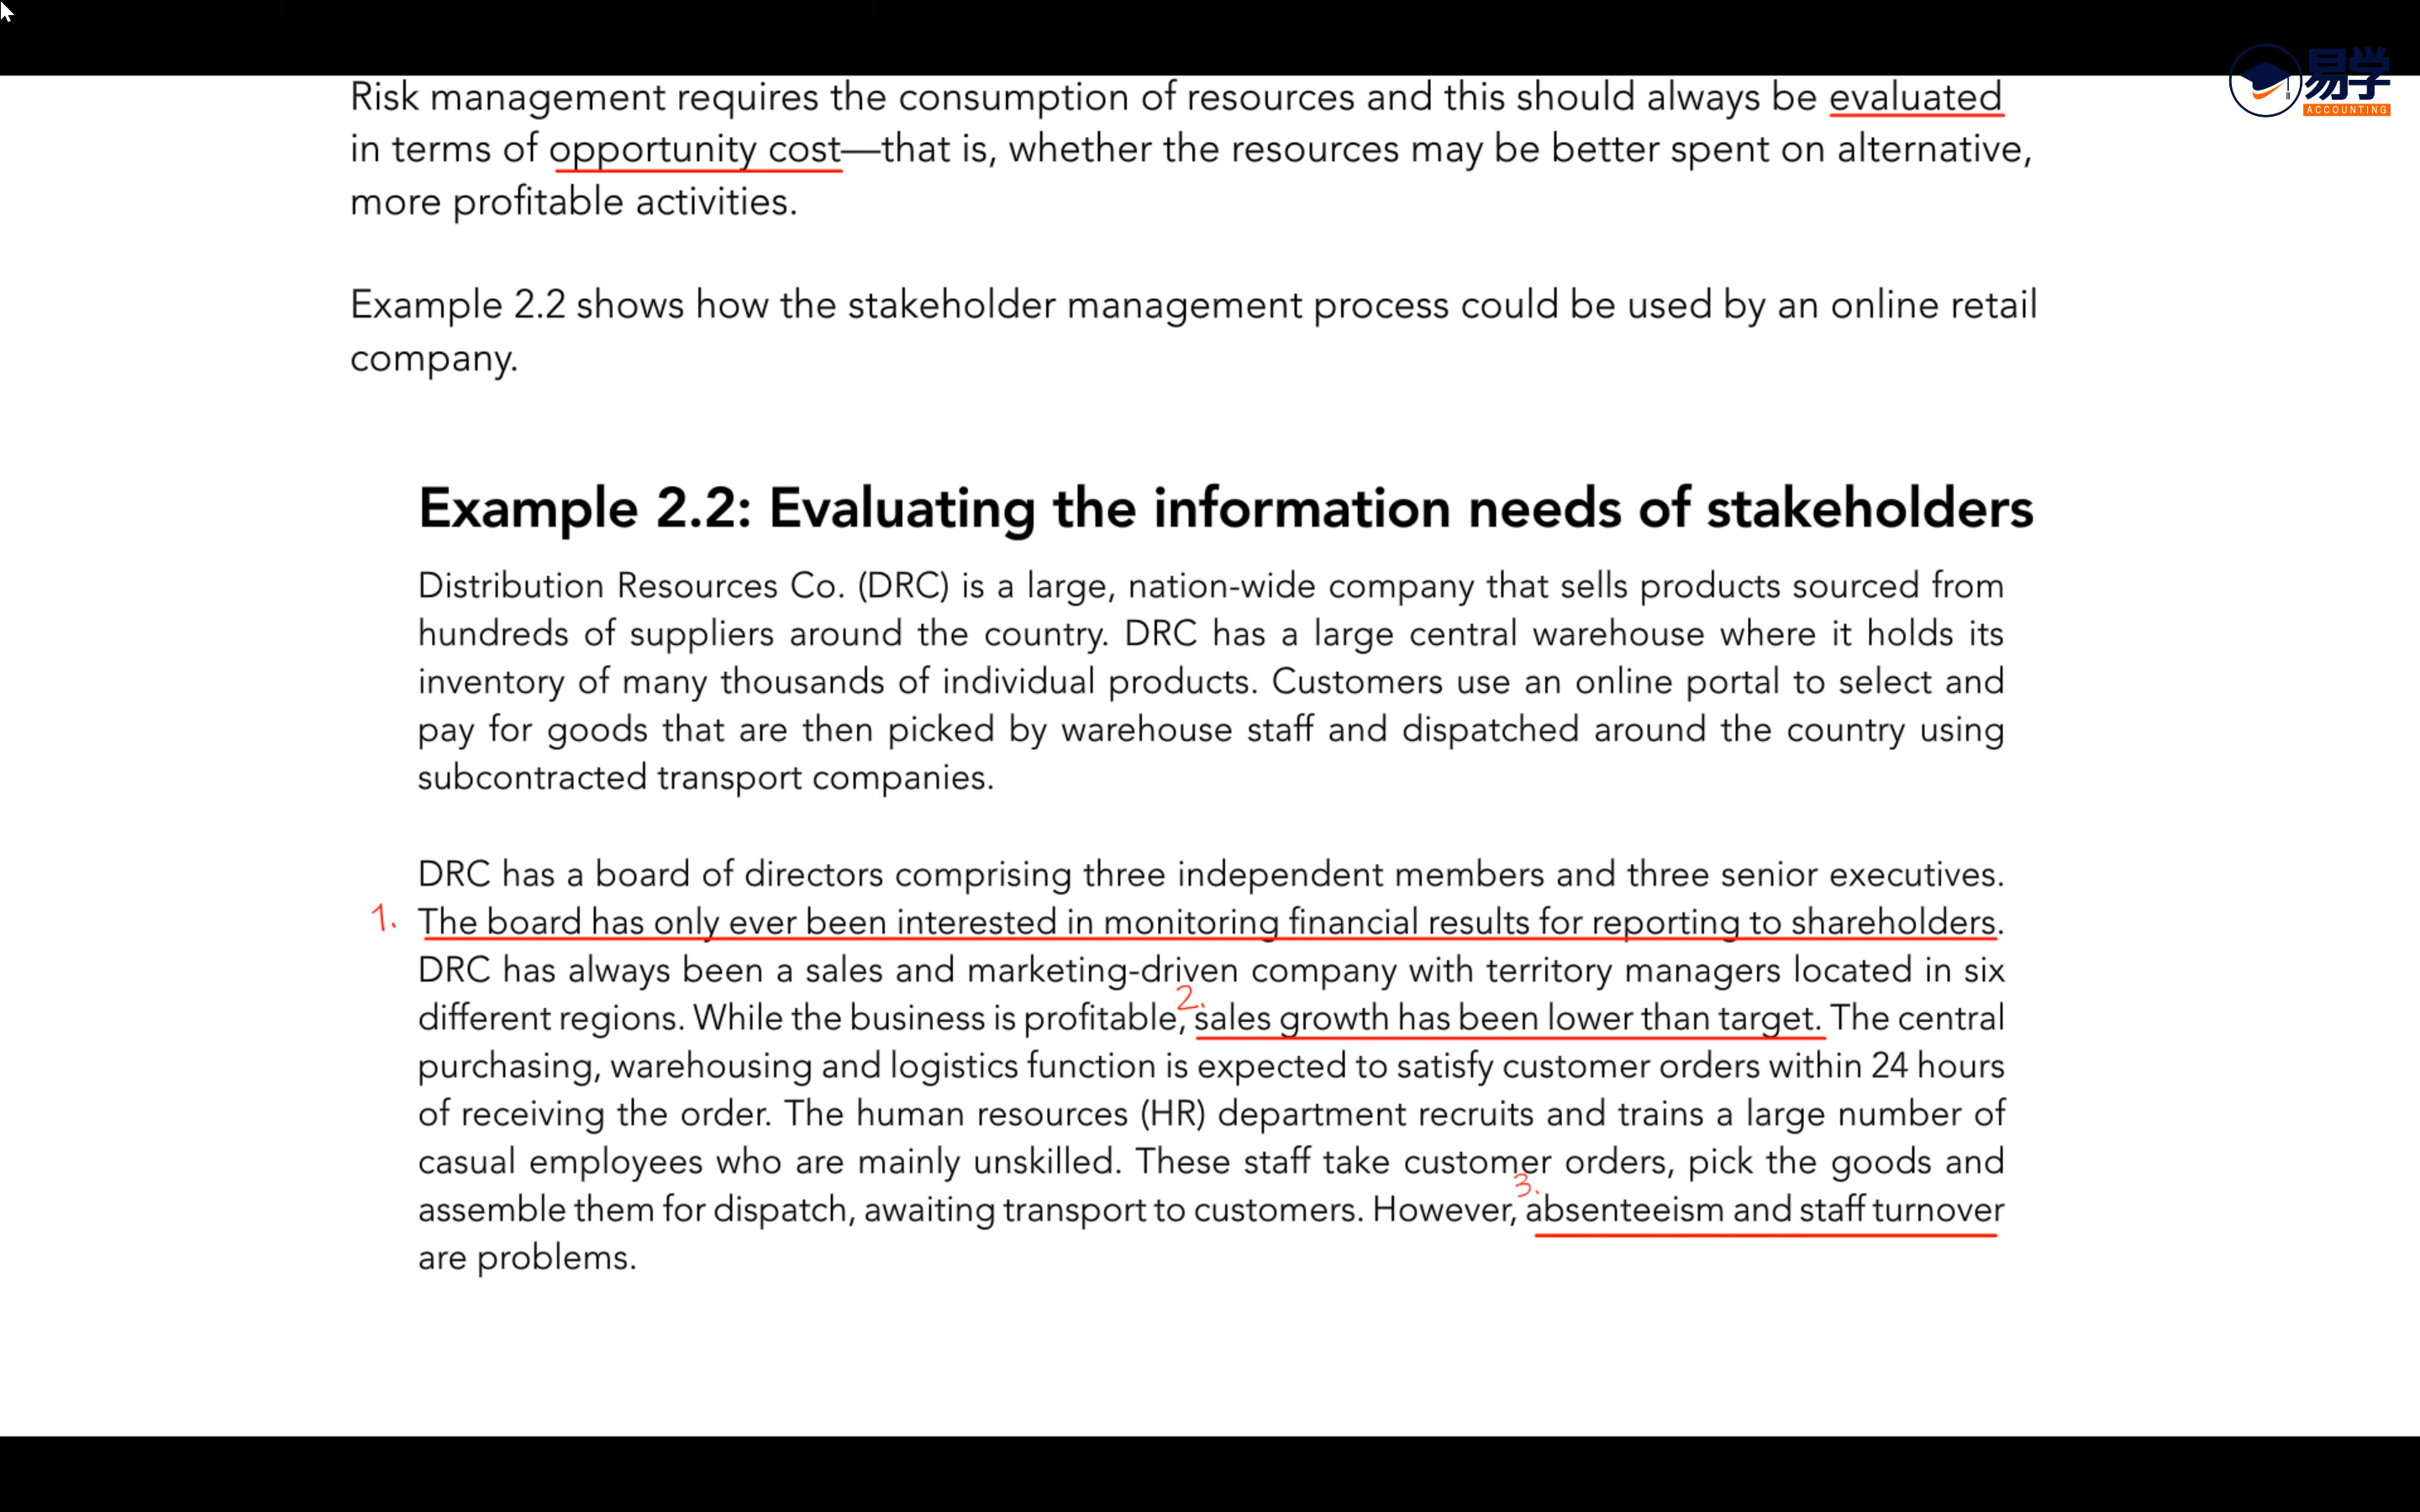 易学
ACCOUNTING
Risk management requires the consumption of resources and this should always be evaluated
in terms of opportunity cost—that is, whether the resources may be better spent on alternative,
more profitable activities.
Example 2.2 shows how the stakeholder management process could be used by an online retail
company.
Example 2.2: Evaluating the information needs of stakeholders
Distribution Resources Co. (DRC) is a large, nation-wide company that sells products sourced from
hundreds of suppliers around the country. DRC has a large central warehouse where it holds its
inventory of many thousands of individual products. Customers use an online portal to select and
pay for goods that are then picked by warehouse staff and dispatched around the country using
subcontracted transport companies.
DRC has a board of directors comprising three independent members and three senior executives.
1. The board has only ever been interested in monitoring financial results for reporting to shareholders.
DRC has always been a sales and marketing-driven company with territory managers located in six
different regions. While the business is profitable, 2. sales growth has been lower than target. The central
purchasing, warehousing and logistics function is expected to satisfy customer orders within 24 hours
of receiving the order. The human resources (HR) department recruits and trains a large number of
casual employees who are mainly unskilled. These staff take customer orders, pick the goods and
assemble them for dispatch, awaiting transport to customers. However, 3. absenteeism and staff turnover
are problems.